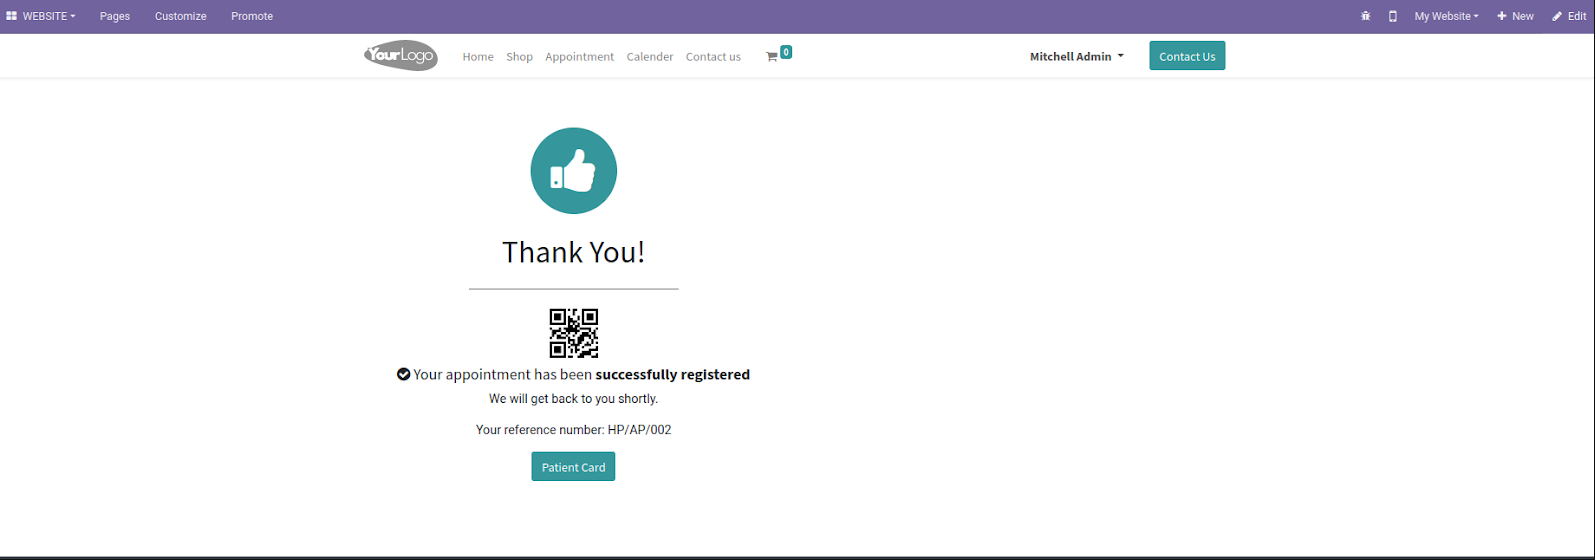 WEBSITE Pages Customize Promote My Website New Edit
YourLogo Home Shop Appointment Calender Contact us 0 Mitchell Admin Contact Us
Thank You!
Your appointment has been successfully registered
We will get back to you shortly.
Your reference number: HP/AP/002
Patient Card